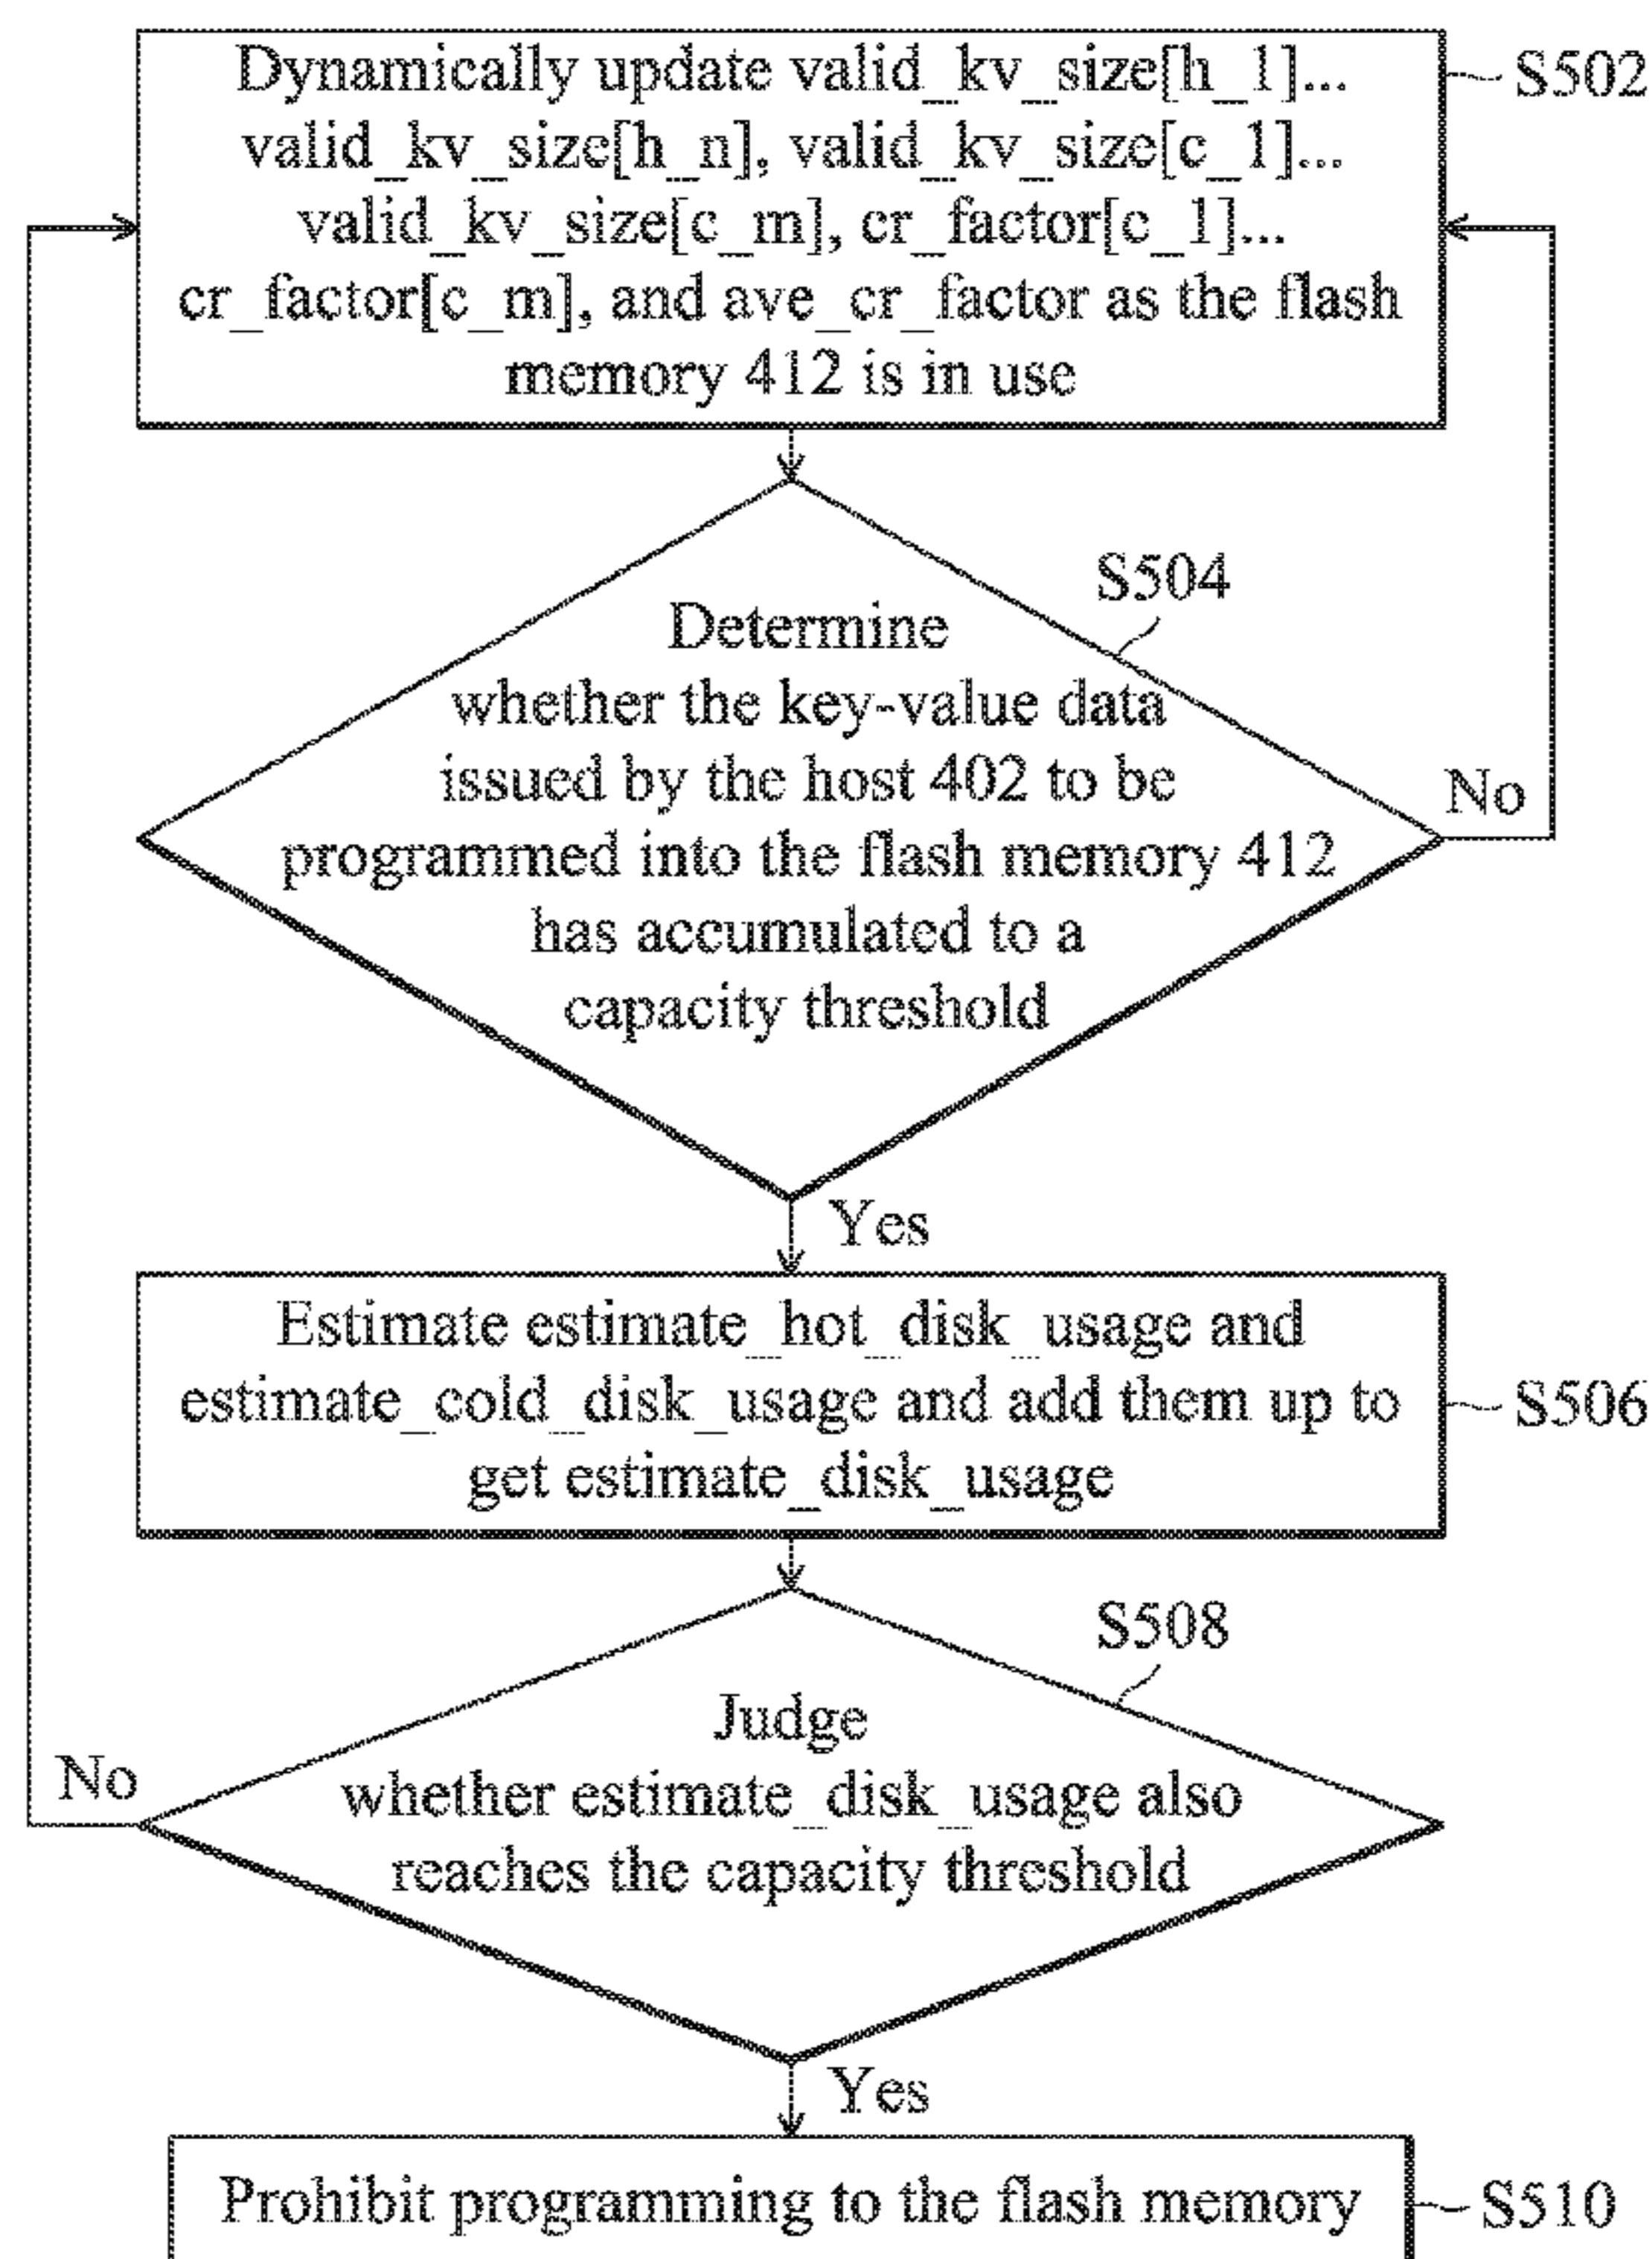 Dynamically update valid_kv_size[h_1]...
S502
valid_kv_size[h_n], valid_kv_size[c_1]...
valid_kv_size[c_m], cr_factor[c_1]...
cr_factor[c_m], and ave_cr_factor as the flash
memory 412 is in use
S504
Determine
whether the key-value data
issued by the host 402 to be
No
programmed into the flash memory 412
has accumulated to a
capacity threshold
Yes
Estimate estimate_hot_disk_usage and
estimate_cold_disk_usage and add them up to
S506
get estimate_disk_usage
S508
Judge
No
whether estimate_disk_usage also
reaches the capacity threshold
Yes
Prohibit programming to the flash memory
S510